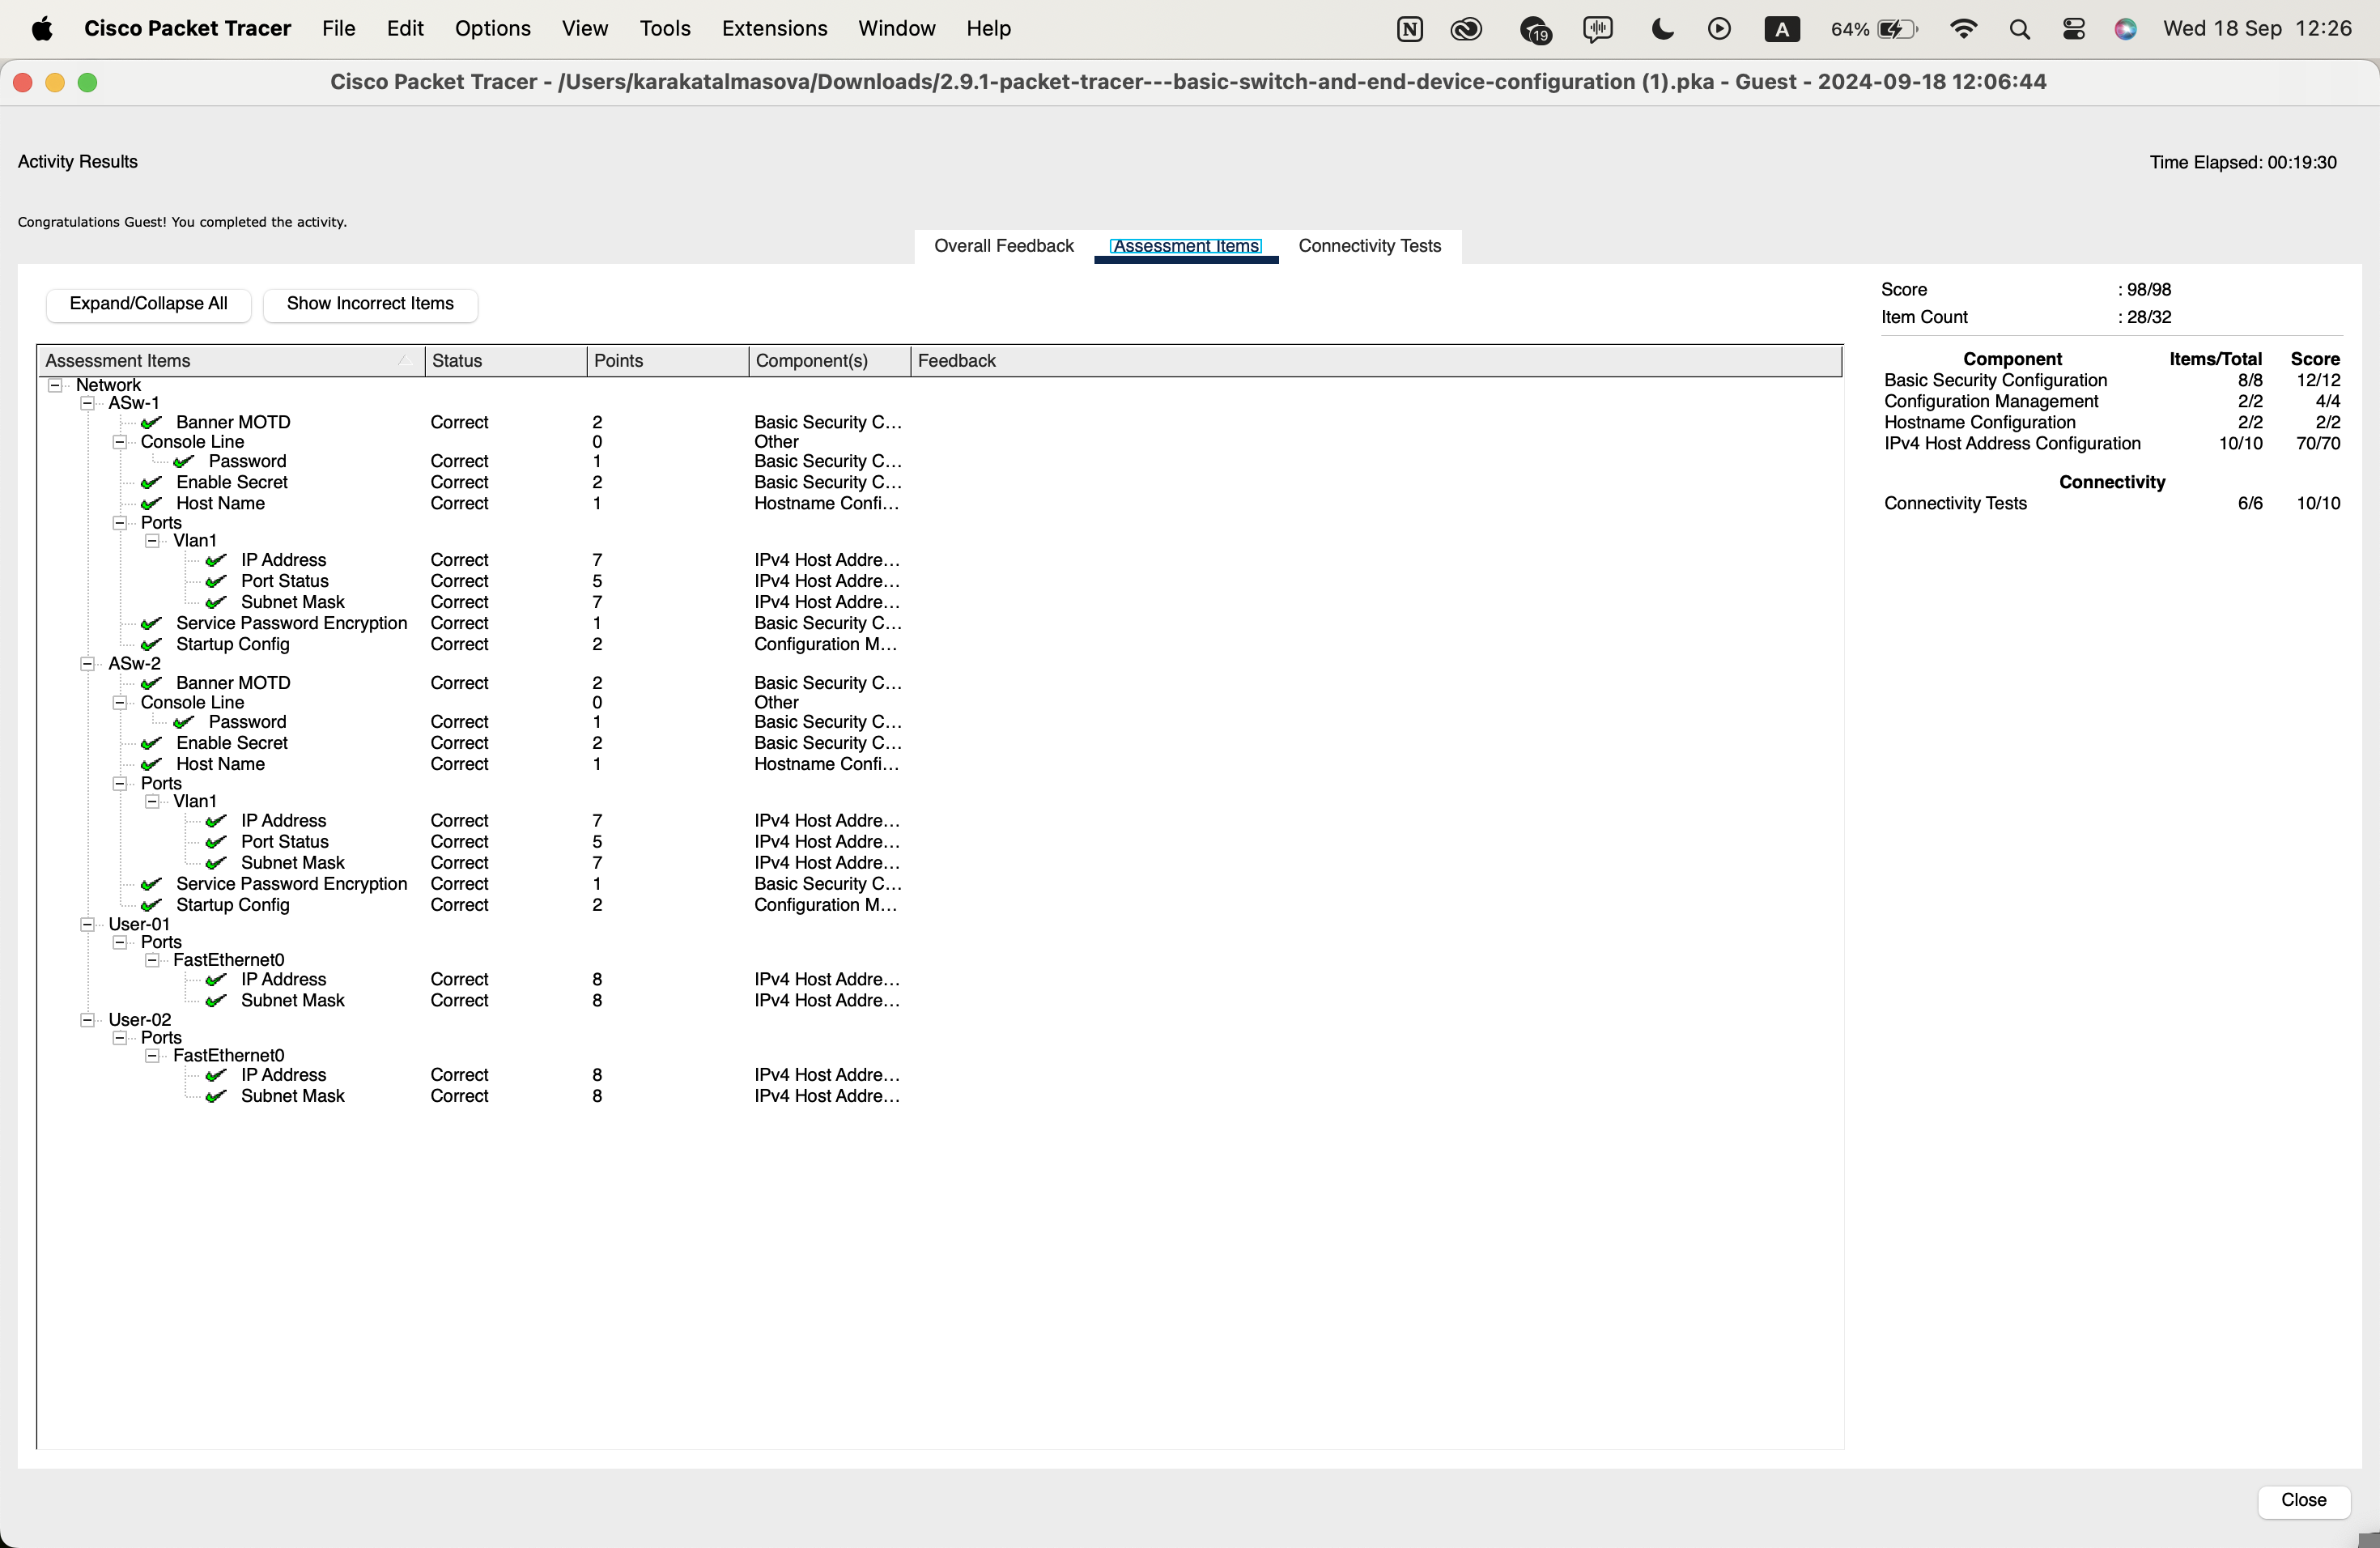 Cisco Packet Tracer File Edit Options View Tools Extensions Window Help N 19 A 64% Wed 18 Sep 12:26
Cisco Packet Tracer - /Users/karakatalmasova/Downloads/2.9.1-packet-tracer---basic-switch-and-end-device-configuration (1).pka - Guest - 2024-09-18 12:06:44
Activity Results Time Elapsed: 00:19:30
Congratulations Guest! You completed the activity.
Overall Feedback Assessment Items Connectivity Tests
Expand/Collapse All Show Incorrect Items
Assessment Items Status Points Component(s) Feedback
Network
ASw-1
Banner MOTD Correct 2 Basic Security C...
Console Line 0 Other
Password Correct 1 Basic Security C...
Enable Secret Correct 2 Basic Security C...
Host Name Correct 1 Hostname Confi...
Ports
Vlan1
IP Address Correct 7 IPv4 Host Addre...
Port Status Correct 5 IPv4 Host Addre...
Subnet Mask Correct 7 IPv4 Host Addre...
Service Password Encryption Correct 1 Basic Security C...
Startup Config Correct 2 Configuration M...
ASw-2
Banner MOTD Correct 2 Basic Security C...
Console Line 0 Other
Password Correct 1 Basic Security C...
Enable Secret Correct 2 Basic Security C...
Host Name Correct 1 Hostname Confi...
Ports
Vlan1
IP Address Correct 7 IPv4 Host Addre...
Port Status Correct 5 IPv4 Host Addre...
Subnet Mask Correct 7 IPv4 Host Addre...
Service Password Encryption Correct 1 Basic Security C...
Startup Config Correct 2 Configuration M...
User-01
Ports
FastEthernet0
IP Address Correct 8 IPv4 Host Addre...
Subnet Mask Correct 8 IPv4 Host Addre...
User-02
Ports
FastEthernet0
IP Address Correct 8 IPv4 Host Addre...
Subnet Mask Correct 8 IPv4 Host Addre...
Score : 98/98
Item Count : 28/32
Component Items/Total Score
Basic Security Configuration 8/8 12/12
Configuration Management 2/2 4/4
Hostname Configuration 2/2 2/2
IPv4 Host Address Configuration 10/10 70/70
Connectivity
Connectivity Tests 6/6 10/10
Close